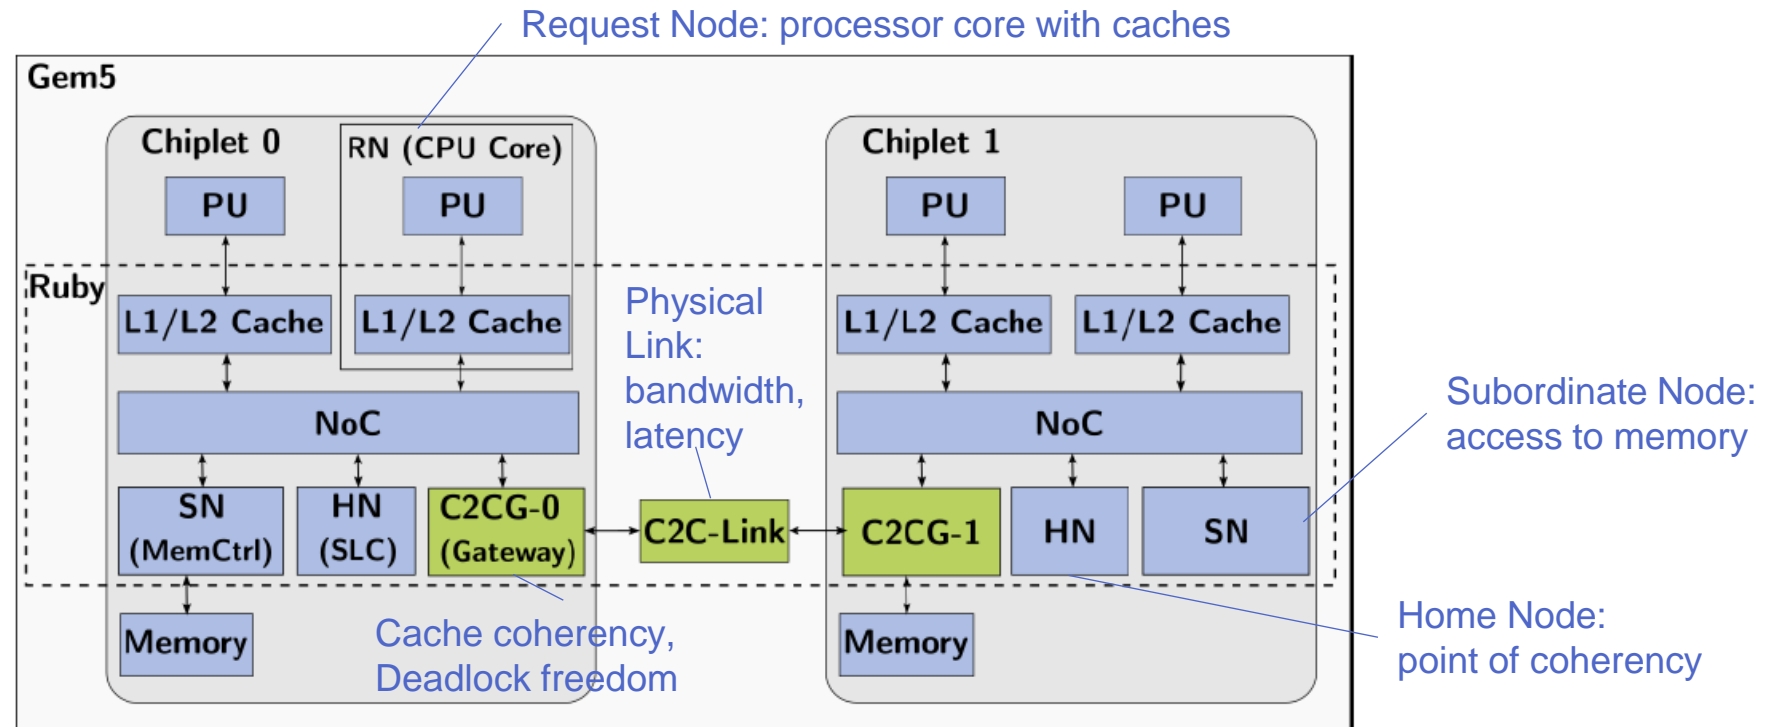 Request Node: processor core with caches
Gem5
Chiplet 0
RN (CPU Core)
Chiplet 1
PU
PU
PU
PU
Ruby
L1/L2 Cache
L1/L2 Cache
Physical
Link:
bandwidth,
latency
L1/L2 Cache
L1/L2 Cache
NoC
NoC
Subordinate Node:
access to memory
SN
(MemCtrl)
HN
(SLC)
C2CG-0
(Gateway)
C2C-Link
C2CG-1
HN
SN
Memory
Cache coherency,
Deadlock freedom
Memory
Home Node:
point of coherency